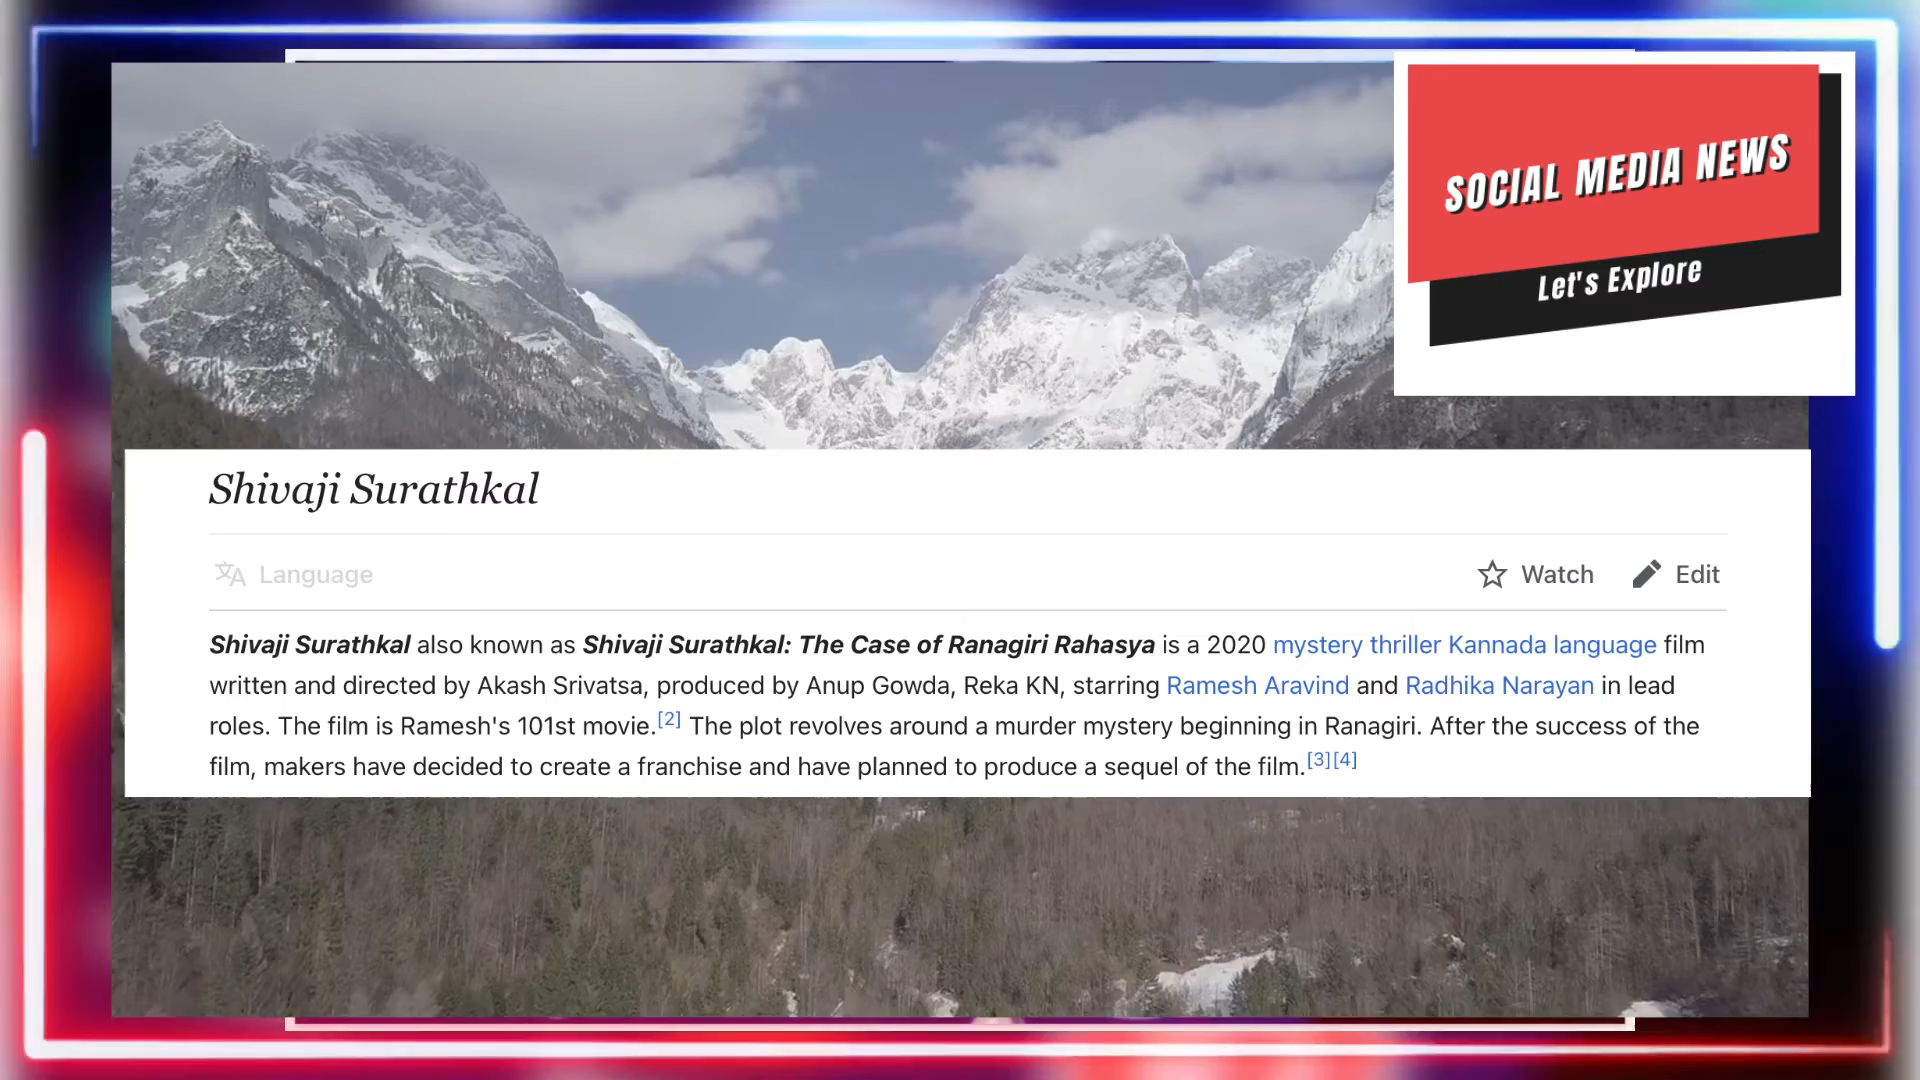 SOCIAL MEDIA NEWS
Let's Explore
Shivaji Surathkal
Language
Watch
Edit
Shivaji Surathkal also known as Shivaji Surathkal: The Case of Ranagiri Rahasya is a 2020 mystery thriller Kannada language film
written and directed by Akash Srivatsa, produced by Anup Gowda, Reka KN, starring Ramesh Aravind and Radhika Narayan in lead
roles. The film is Ramesh's 101st movie.[2] The plot revolves around a murder mystery beginning in Ranagiri. After the success of the
film, makers have decided to create a franchise and have planned to produce a sequel of the film.[3][4]